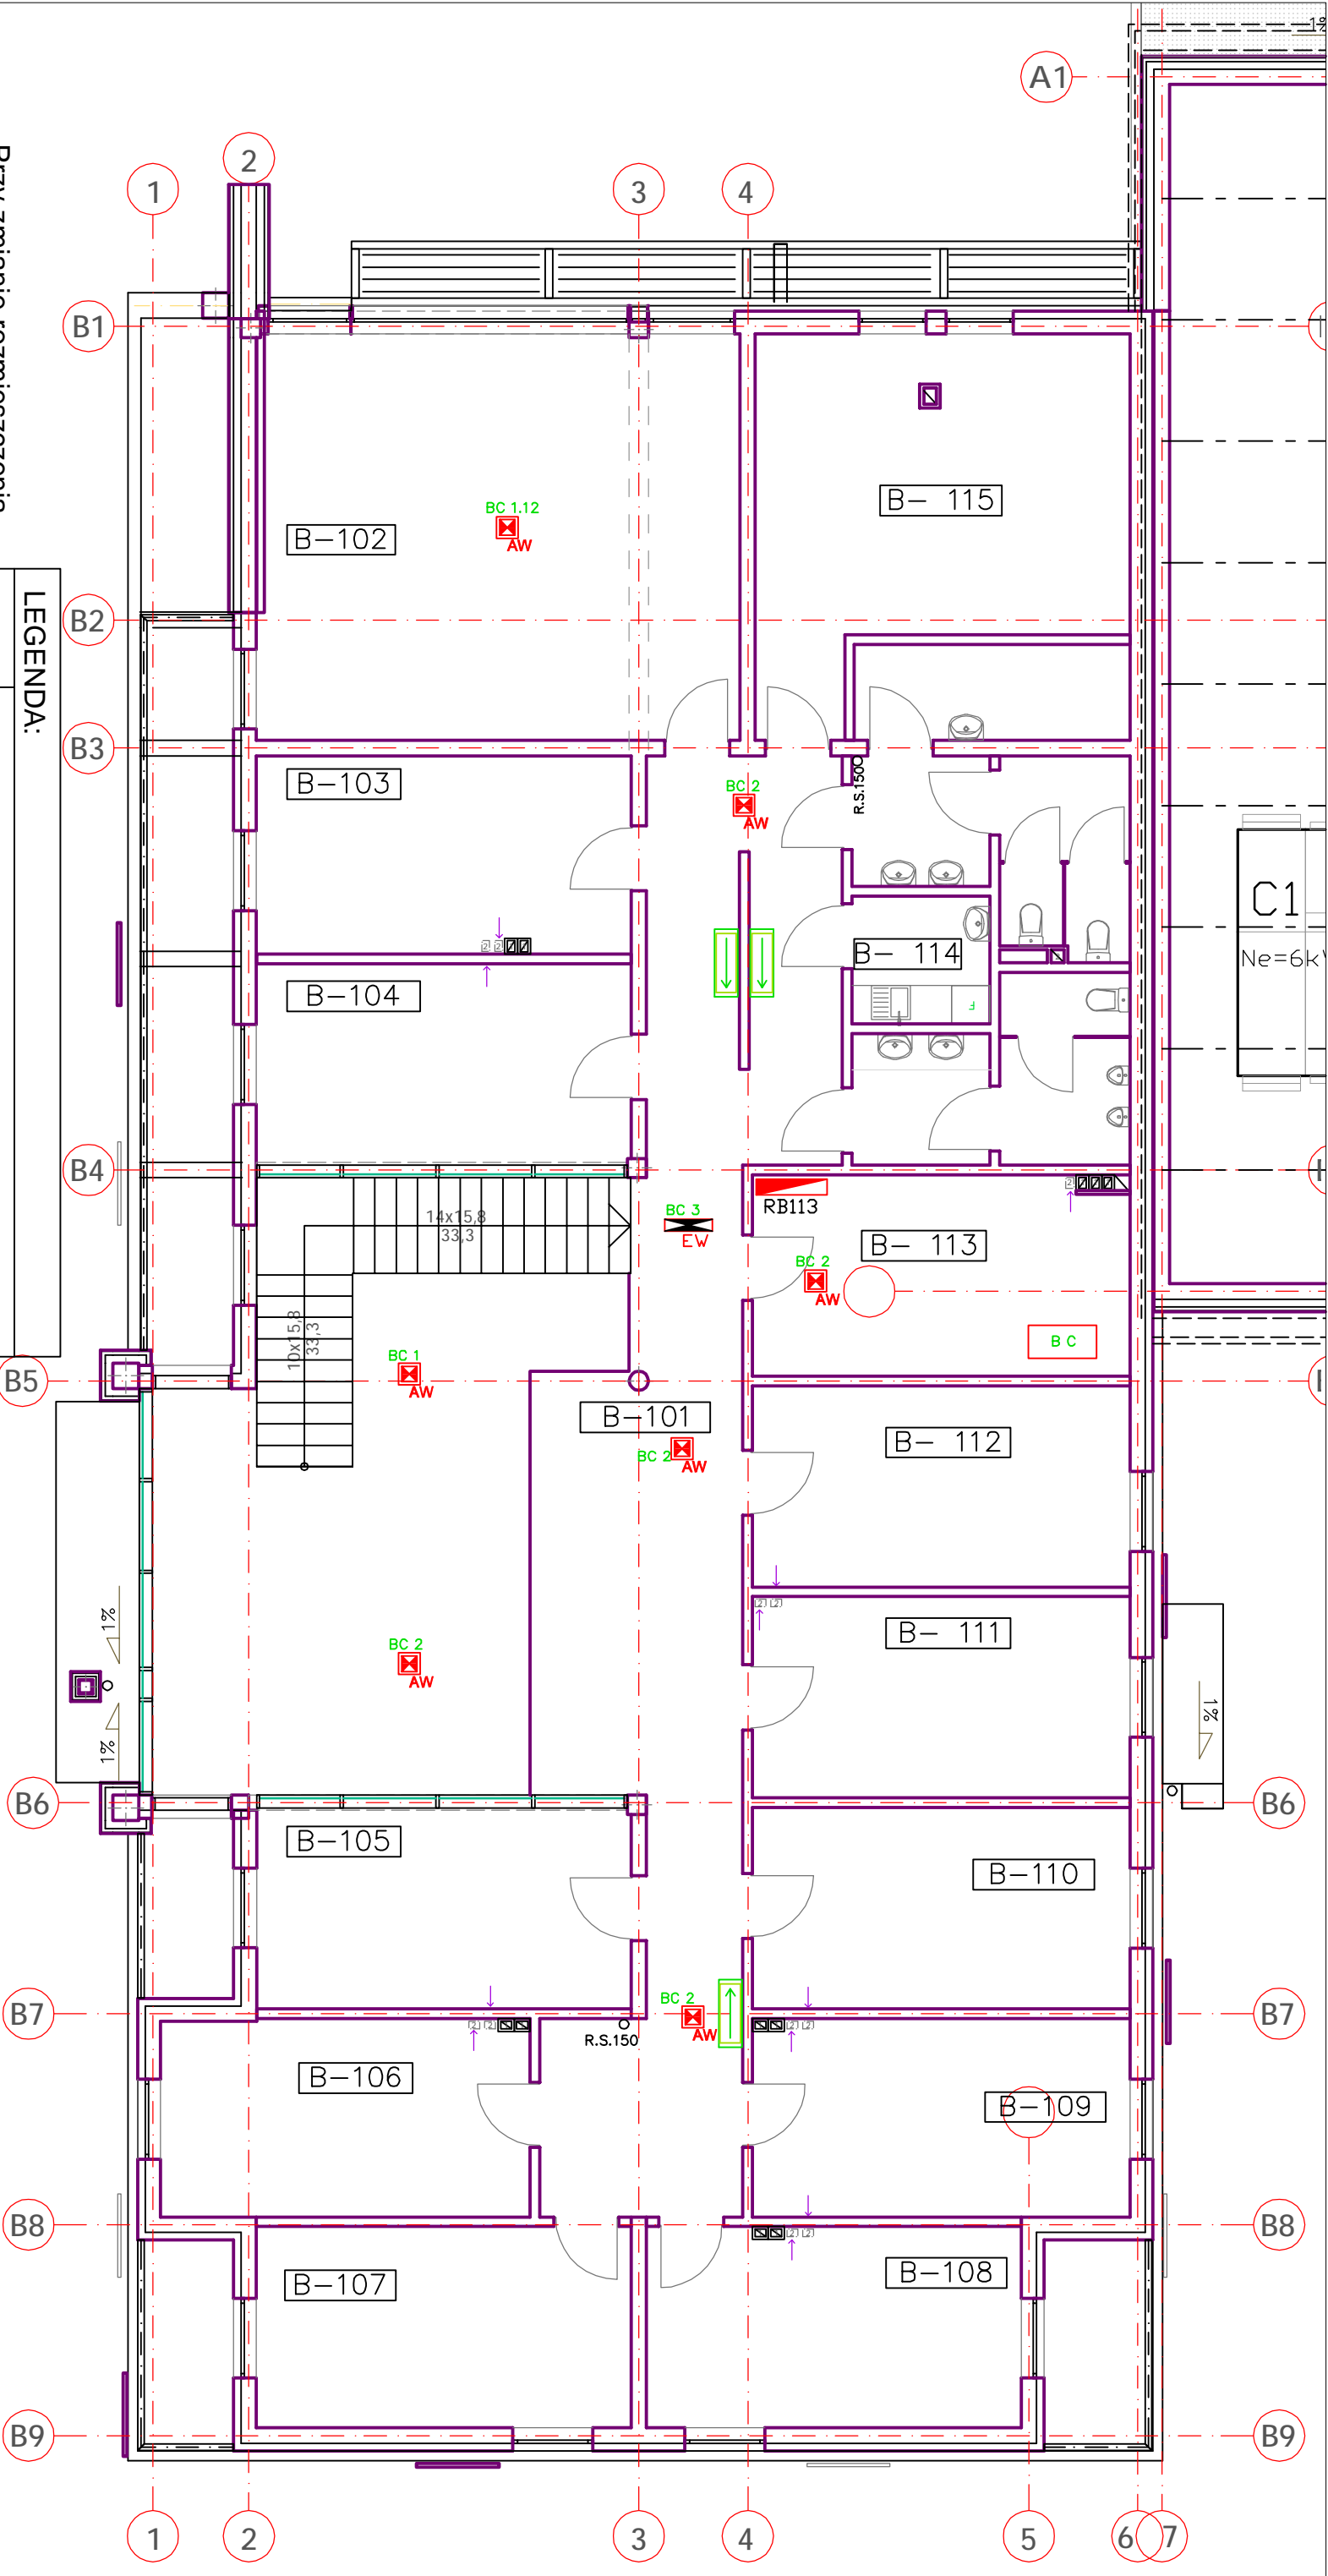 1%
A1
2
1
3
4
B1
BC 1.12
AW
B- 115
B-102
LEGENDA:
B2
B3
B-103
BC 2
AW
R.S.150
C1
B- 114
Ne=6k
B-104
F
B4
RB113
14x15,8
33,3
BC 3
EW
B- 113
BC 2
AW
10x15,8
33,3
B C
BC 1
AW
B5
B-101
B- 112
BC 2
AW
1%
B- 111
BC 2
AW
1%
1%
B6
B6
B-105
B-110
BC 2
AW
B7
B7
R.S.150
B-106
B-109
B8
B8
B-107
B-108
B9
B9
1
2
3
4
5
6
7